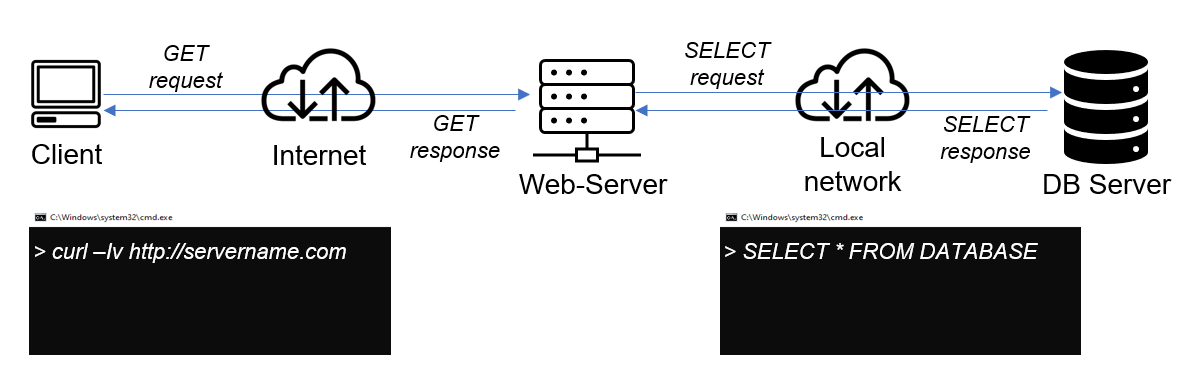 GET
request
SELECT
request
GET
response
SELECT
response
Client
Internet
Web-Server
Local
network
DB Server
C:\Windows\system32\cmd.exe
> curl –Iv http://servername.com
C:\Windows\system32\cmd.exe
> SELECT * FROM DATABASE